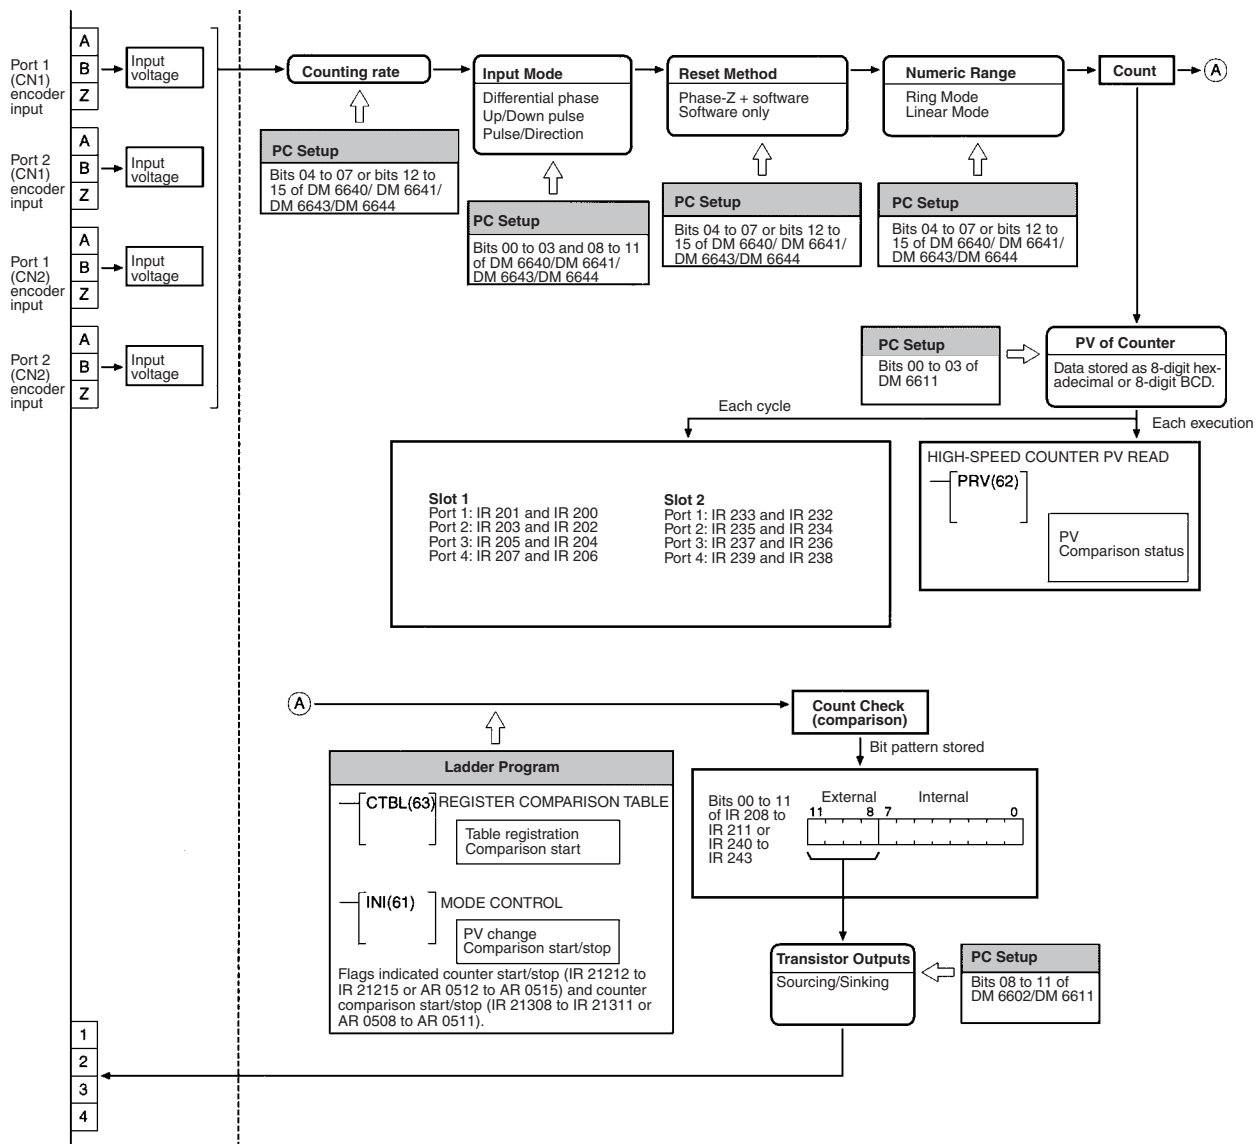 Port 1
(CN1)
encoder
input
A
B
Z
Input
voltage
Port 2
(CN1)
encoder
input
A
B
Z
Input
voltage
Port 1
(CN2)
encoder
input
A
B
Z
Input
voltage
Port 2
(CN2)
encoder
input
A
B
Z
Input
voltage
Counting rate
PC Setup
Bits 04 to 07 or bits 12 to
15 of DM 6640/ DM 6641/
DM 6643/DM 6644
Input Mode
Differential phase
Up/Down pulse
Pulse/Direction
PC Setup
Bits 00 to 03 and 08 to 11
of DM 6640/DM 6641/
DM 6643/DM 6644
Reset Method
Phase-Z + software
Software only
PC Setup
Bits 04 to 07 or bits 12 to
15 of DM 6640/ DM 6641/
DM 6643/DM 6644
Numeric Range
Ring Mode
Linear Mode
PC Setup
Bits 04 to 07 or bits 12 to
15 of DM 6640/ DM 6641/
DM 6643/DM 6644
Count
A
PC Setup
Bits 00 to 03 of
DM 6611
PV of Counter
Data stored as 8-digit hex-
adecimal or 8-digit BCD.
Each cycle
Each execution
Slot 1
Port 1: IR 201 and IR 200
Port 2: IR 203 and IR 202
Port 3: IR 205 and IR 204
Port 4: IR 207 and IR 206
Slot 2
Port 1: IR 233 and IR 232
Port 2: IR 235 and IR 234
Port 3: IR 237 and IR 236
Port 4: IR 239 and IR 238
HIGH-SPEED COUNTER PV READ
PRV(62)
PV
Comparison status
A
Count Check
(comparison)
Bit pattern stored
Ladder Program
CTBL(63) REGISTER COMPARISON TABLE
Table registration
Comparison start
INI(61) MODE CONTROL
PV change
Comparison start/stop
Flags indicated counter start/stop (IR 21212 to
IR 21215 or AR 0512 to AR 0515) and counter
comparison start/stop (IR 21308 to IR 21311 or
AR 0508 to AR 0511).
Bits 00 to 11
of IR 208 to
IR 211 or
IR 240 to
IR 243
External Internal
11 8 7 0
Transistor Outputs
Sourcing/Sinking
PC Setup
Bits 08 to 11 of
DM 6602/DM 6611
1
2
3
4